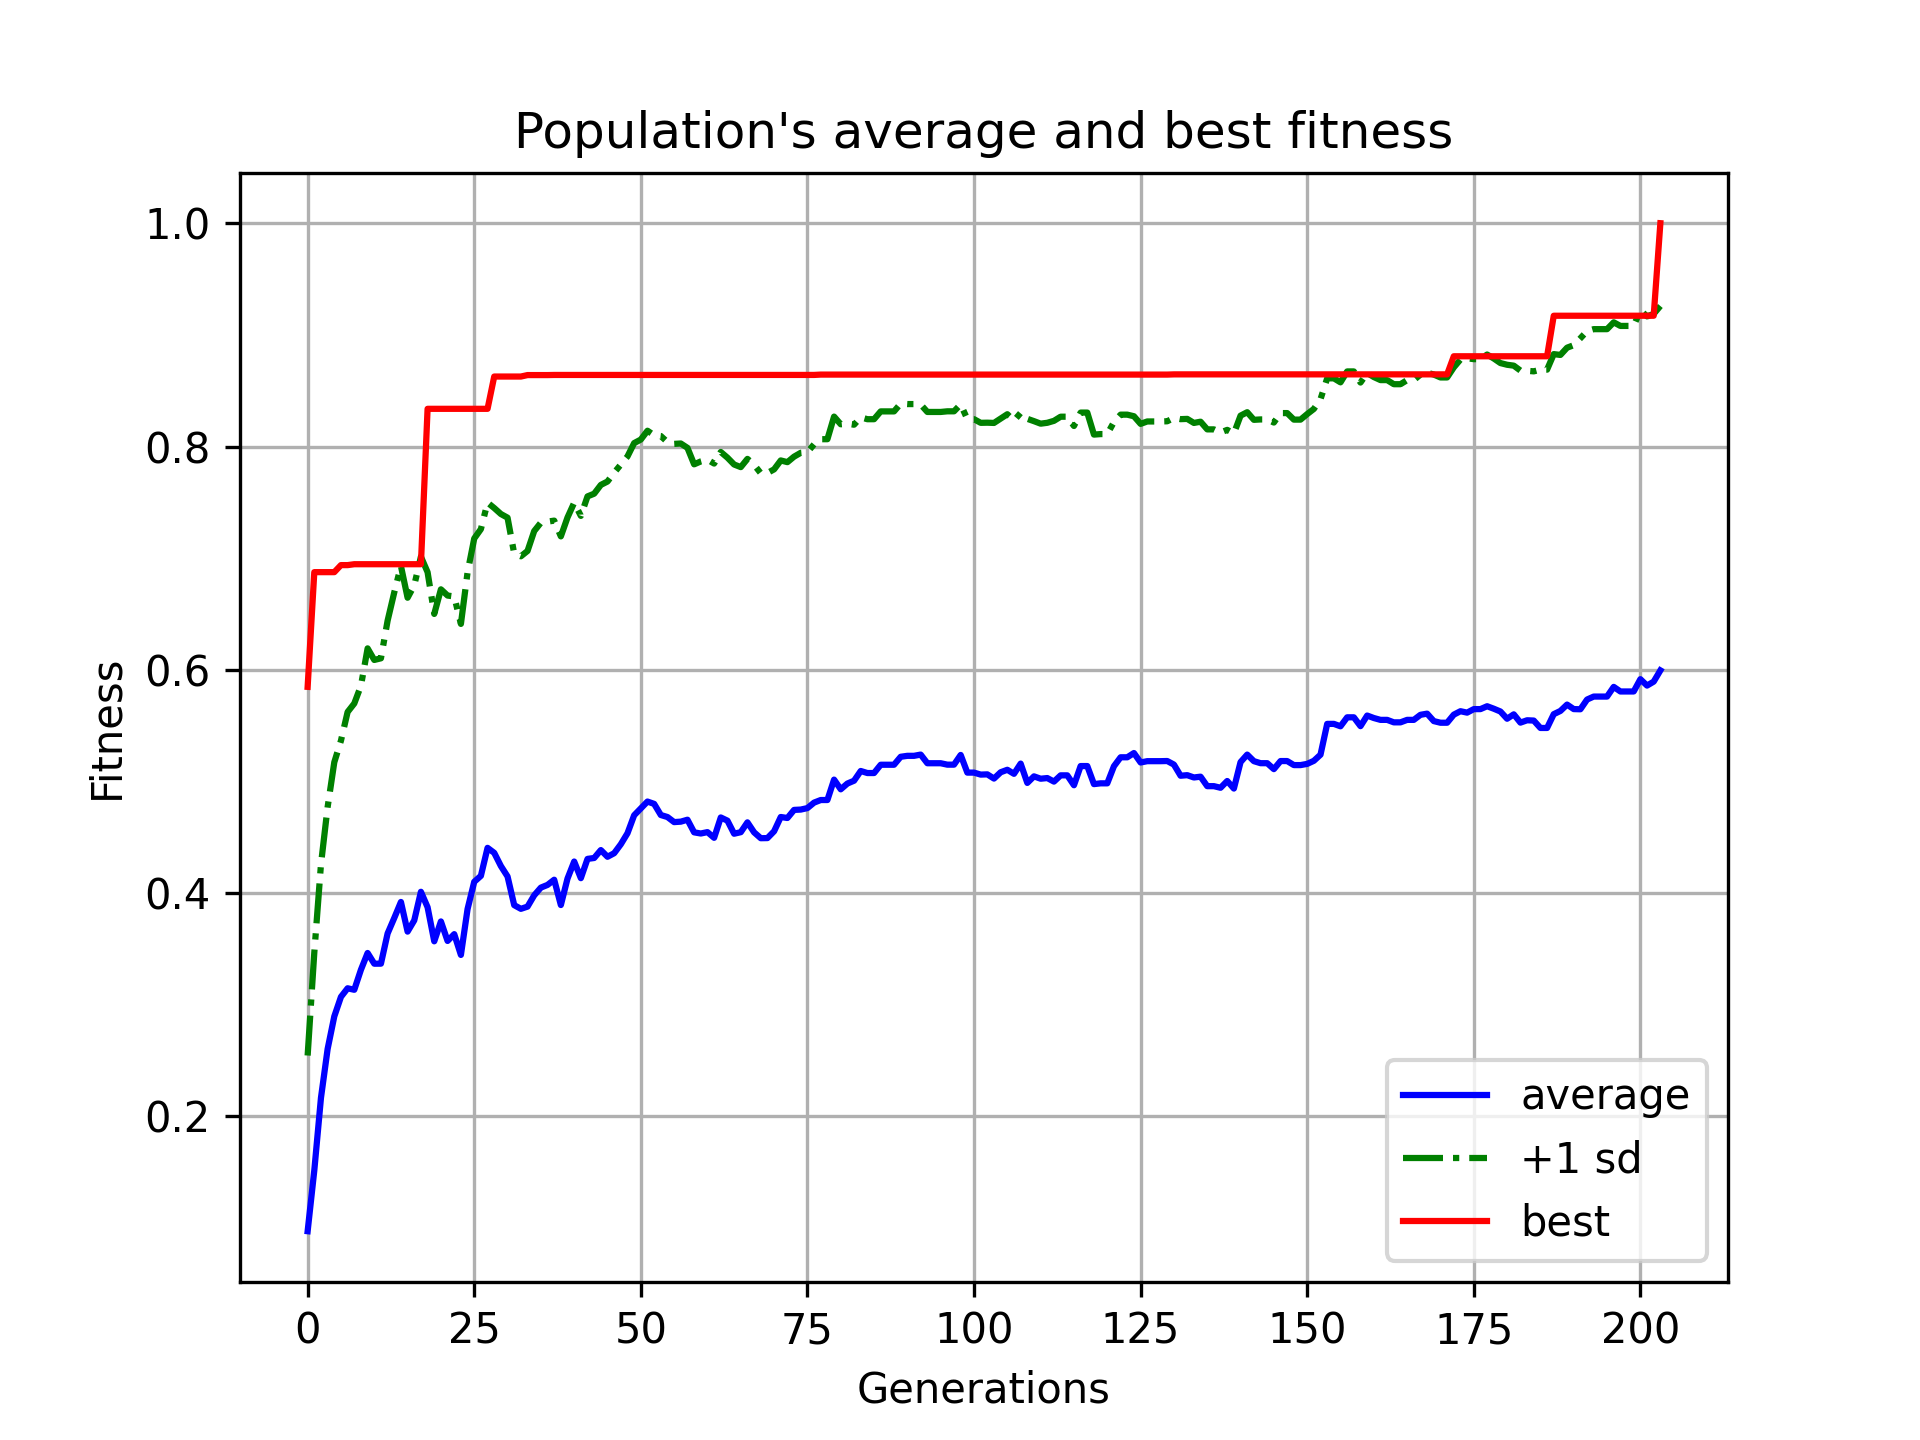 Population's average and best fitness
1.0
0.8
0.6
0.4
0.2
Fitness
average
+1 sd
best
0 25 50 75 100 125 150 175 200
Generations